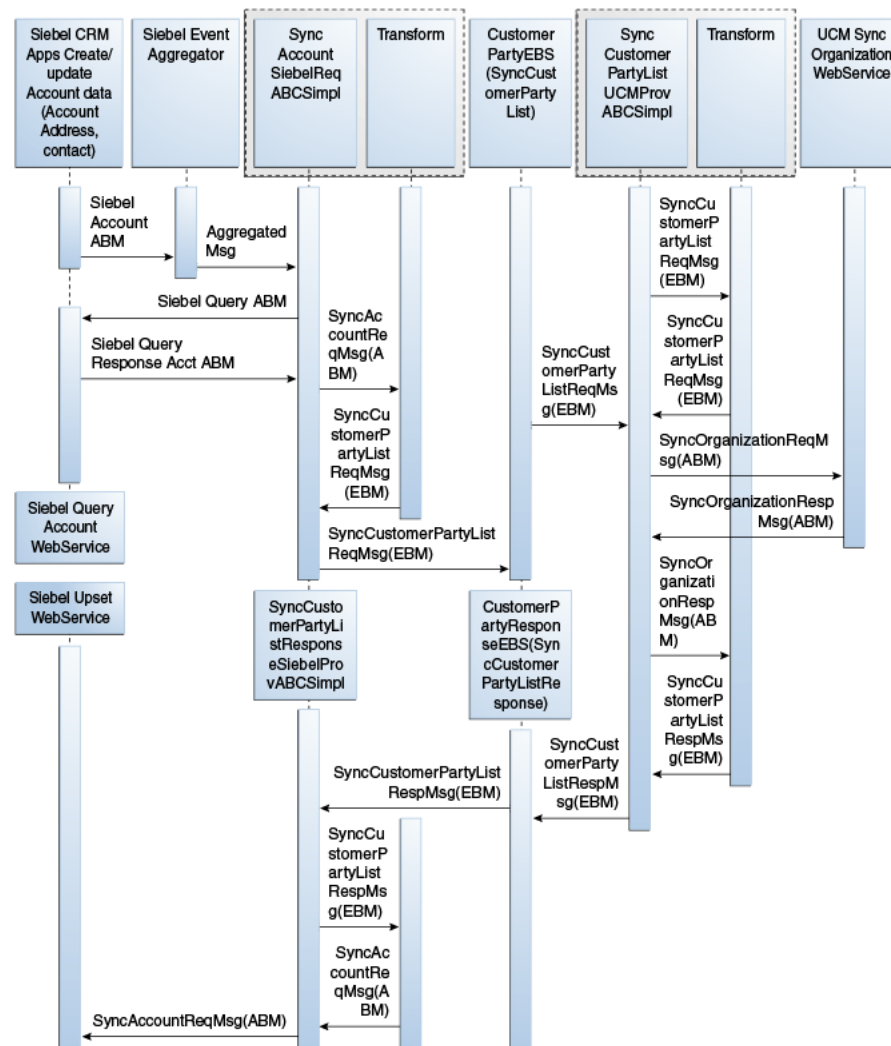 Siebel CRM
Apps Create/
update
Account data
(Account
Address,
contact)
Siebel Event
Aggregator
Sync
Account
SiebelReq
ABCSimpl
Transform
Customer
PartyEBS
(SyncCust
omerParty
List)
Sync
Customer
PartyList
UCMProv
ABCSimpl
Transform
UCM Sync
Organization
WebService
Siebel
Account
ABM
Aggregated
Msg
SyncCu
stomerP
artyList
ReqMsg
(EBM)
Siebel Query ABM
SyncAc
countRe
qMsg(A
BM)
Siebel Query
Response Acct ABM
SyncCust
omerParty
ListReqMs
g(EBM)
SyncCu
stomerP
artyList
ReqMsg
(EBM)
SyncCu
stomerP
artyList
ReqMsg
(EBM)
SyncOrganizationReqM
sg(ABM)
SyncOrganizationResp
Msg(ABM)
Siebel Query
Account
WebService
SyncCustomerPartyList
ReqMsg(EBM)
SyncOr
ganizati
onResp
Msg(AB
M)
Siebel Upset
WebService
SyncCusto
merPartyLi
stRespons
eSiebelPro
vABCSimpl
CustomerP
artyRespon
seEBS(Syn
cCustomer
PartyListRe
sponse)
SyncCu
stomerP
artyList
RespMs
g(EBM)
SyncCust
omerParty
ListRespM
sg(EBM)
SyncCustomerPartyList
RespMsg(EBM)
SyncCu
stomerP
artyList
RespMs
g(EBM)
SyncAc
countRe
qMsg(A
BM)
SyncAccountReqMsg(ABM)